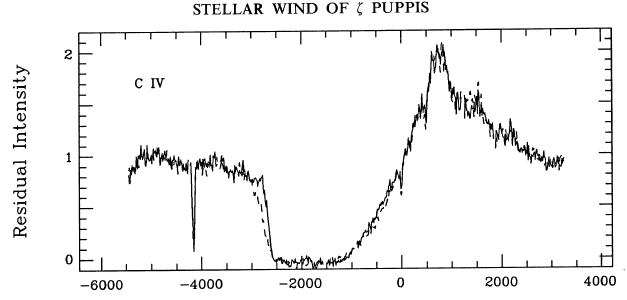 STELLAR WIND OF ζ PUPPIS
Residual Intensity
2
C IV
1
0
−6000 −4000 −2000 0 2000 4000